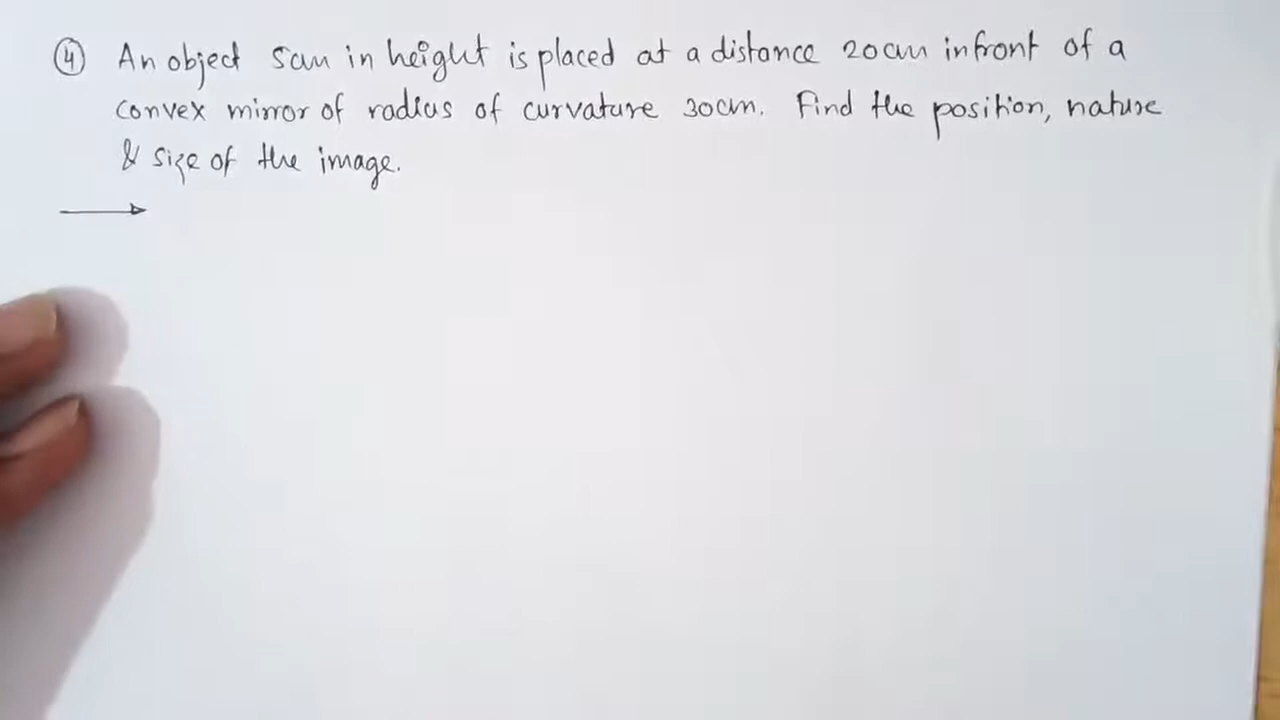 ④ An object 5cm in height is placed at a distance 20cm infront of a
convex mirror of radius of curvature 30cm. Find the position, nature
& size of the image.